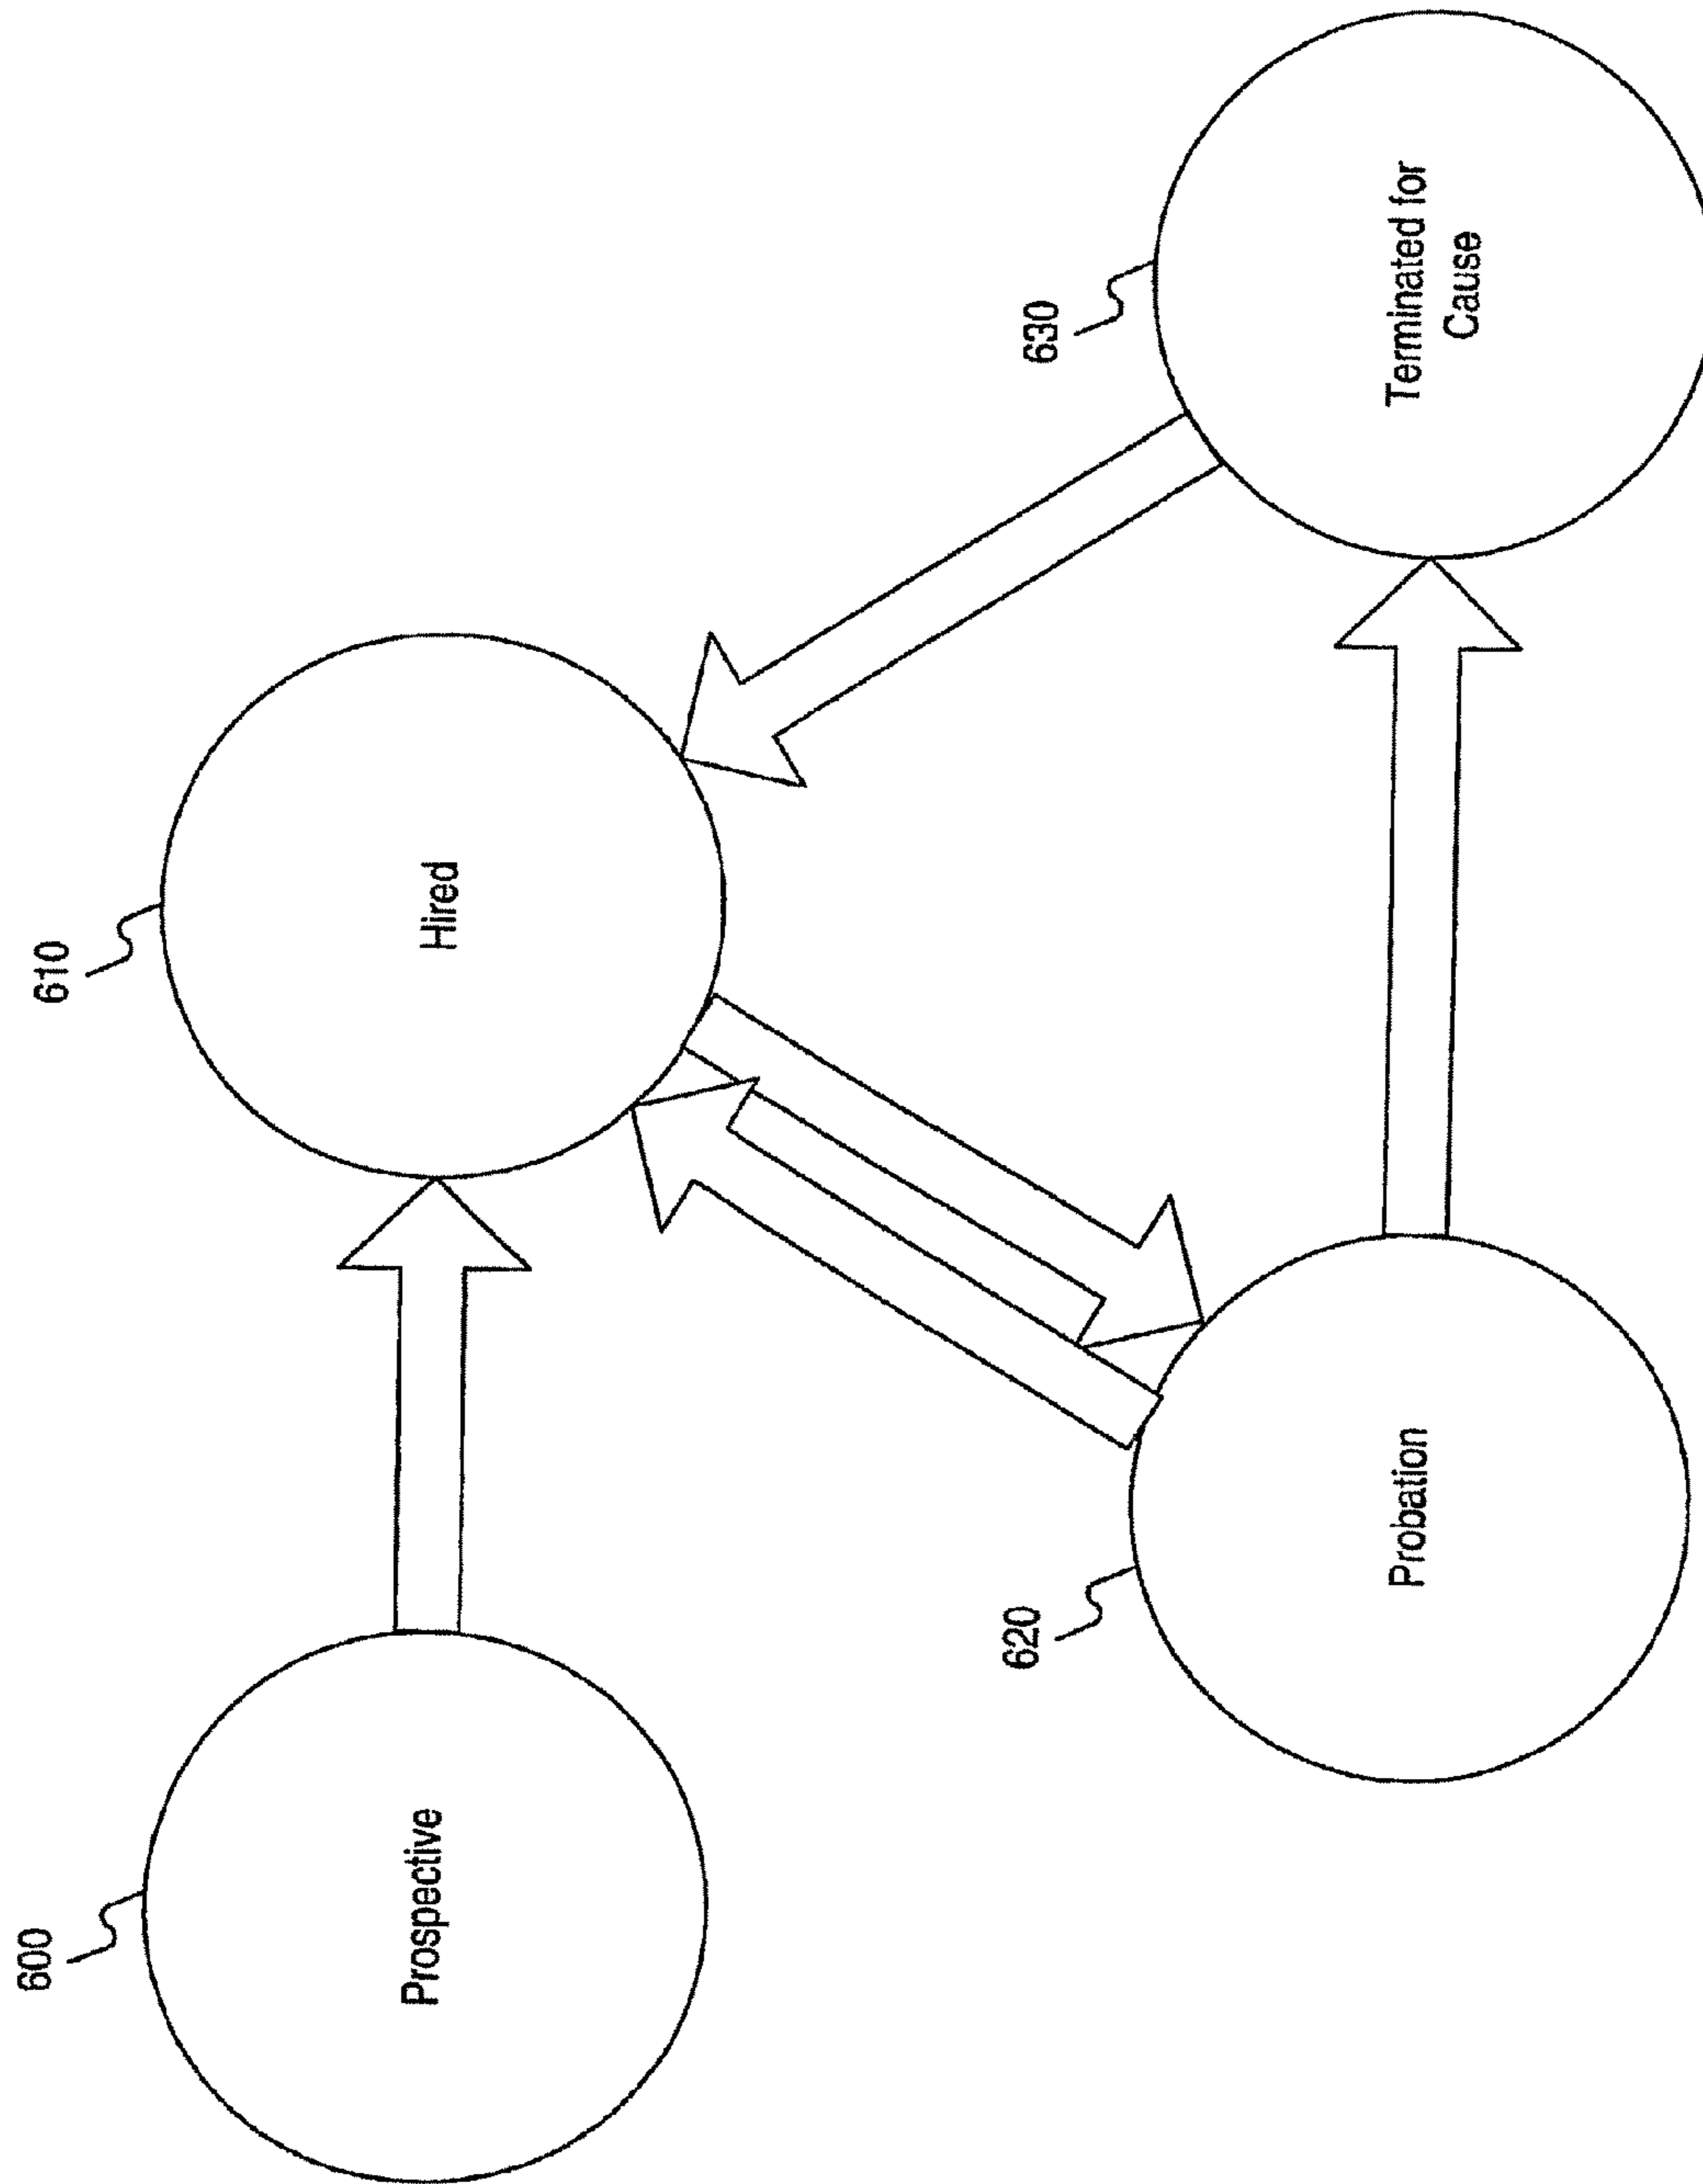 600
Prospective
610
Hired
620
Probation
630
Terminated for
Cause